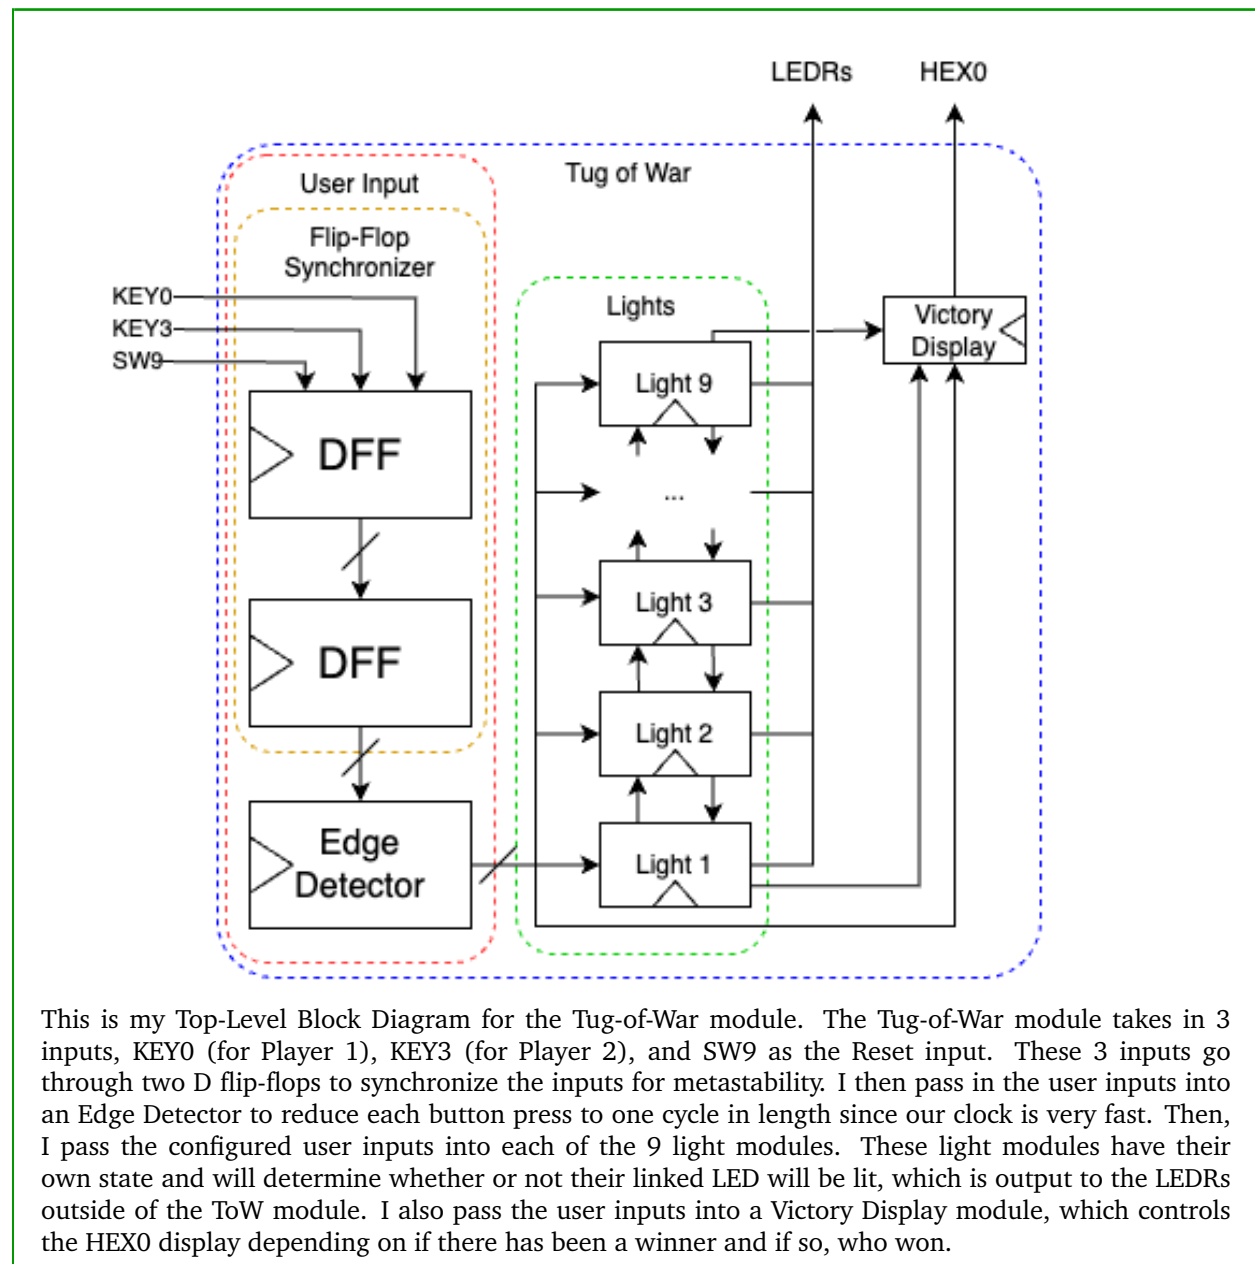 LEDRs HEX0
Tug of War
User Input
Flip-Flop
Synchronizer
KEY0
KEY3
SW9
DFF
DFF
Edge
Detector
Lights
Light 9
...
Light 3
Light 2
Light 1
Victory
Display
This is my Top-Level Block Diagram for the Tug-of-War module. The Tug-of-War module takes in 3
inputs, KEY0 (for Player 1), KEY3 (for Player 2), and SW9 as the Reset input. These 3 inputs go
through two D flip-flops to synchronize the inputs for metastability. I then pass in the user inputs into
an Edge Detector to reduce each button press to one cycle in length since our clock is very fast. Then,
I pass the configured user inputs into each of the 9 light modules. These light modules have their
own state and will determine whether or not their linked LED will be lit, which is output to the LEDRs
outside of the ToW module. I also pass the user inputs into a Victory Display module, which controls
the HEX0 display depending on if there has been a winner and if so, who won.